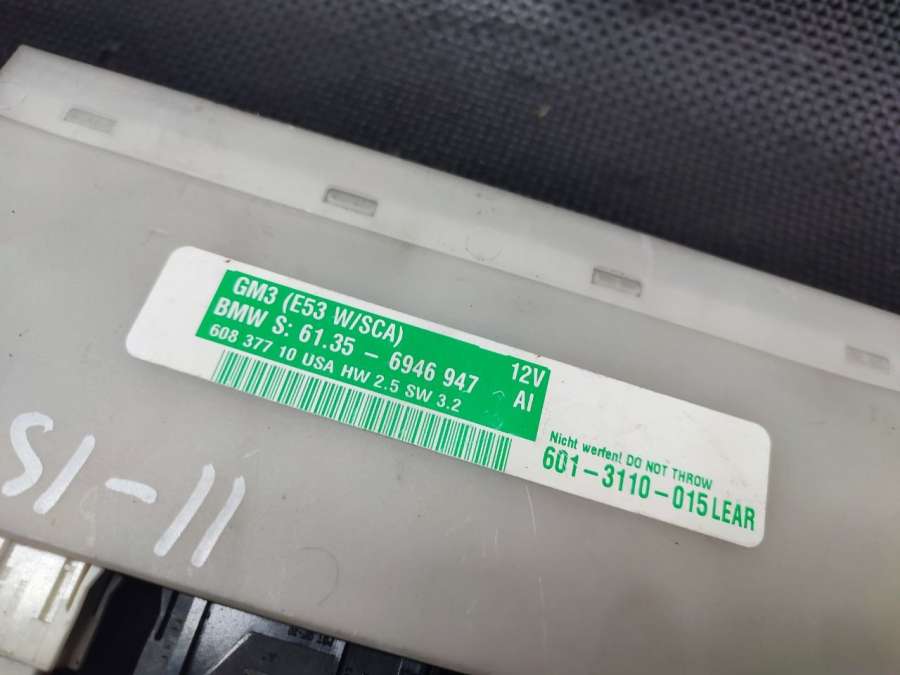 GM3 (E53 W/SCA)
BMW S: 61.35 - 6946 947 12V
608 377 10 USA HW 2.5 SW 3.2 AI
Nicht werfen! DO NOT THROW
601-3110-015 LEAR
SI-11